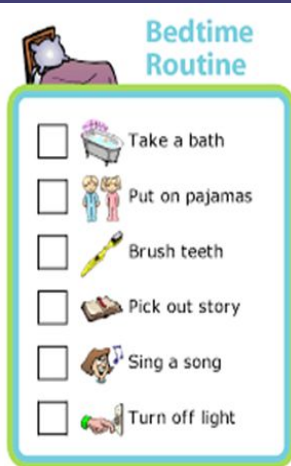 Bedtime
Routine
Take a bath
Put on pajamas
Brush teeth
Pick out story
Sing a song
Turn off light